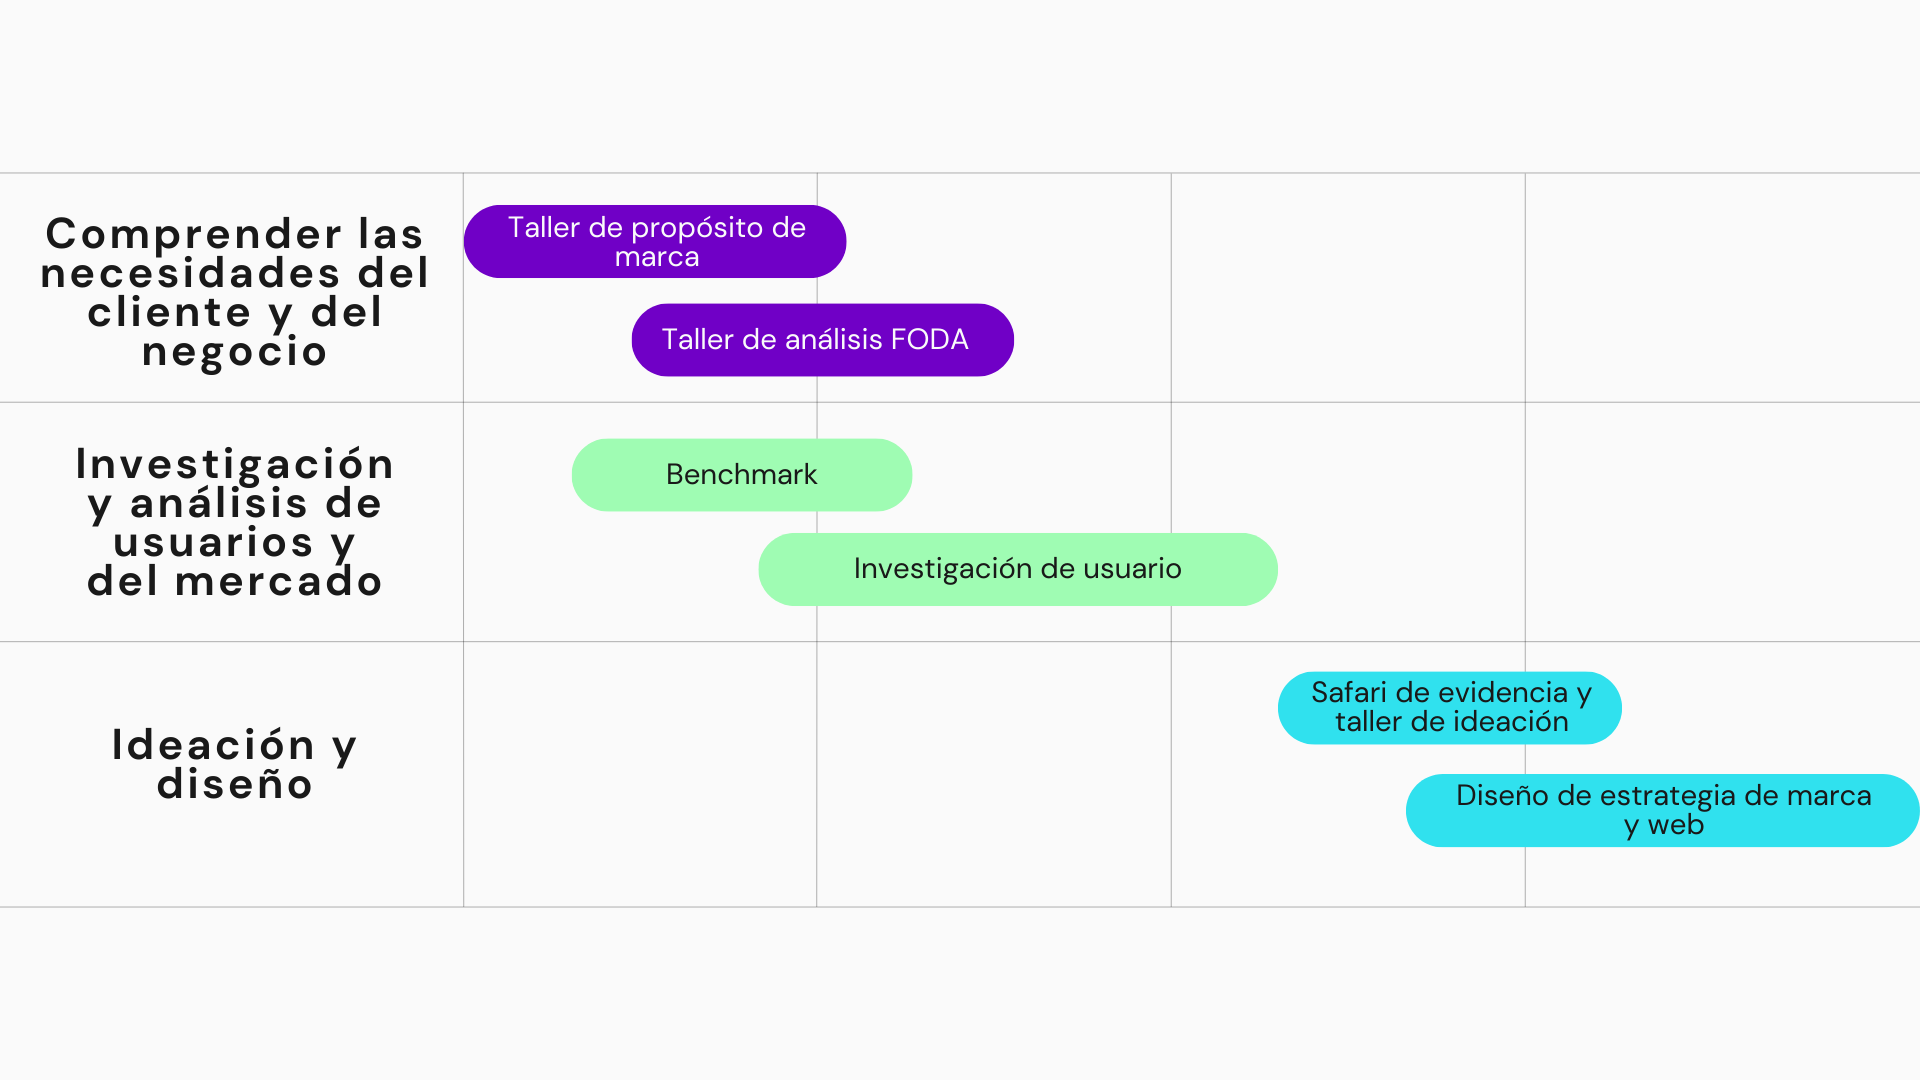 Comprender las
necesidades del
cliente y del
negocio
Taller de propósito de
marca
Taller de análisis FODA
Investigación
y análisis de
usuarios y
del mercado
Benchmark
Investigación de usuario
Ideación y
diseño
Safari de evidencia y
taller de ideación
Diseño de estrategia de marca
y web